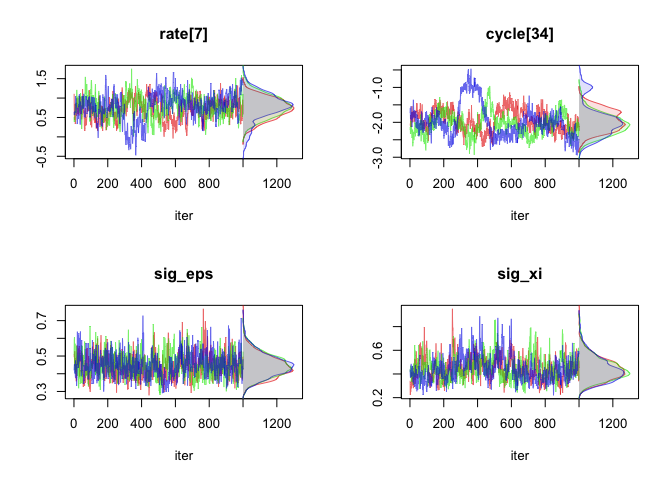 rate[7]
1.5
0.5
-0.5
0 200 400 600 800 1200
iter
cycle[34]
-1.0
-2.0
-3.0
0 200 400 600 800 1200
iter
sig_eps
0.7
0.5
0.3
0 200 400 600 800 1200
iter
sig_xi
0.6
0.2
0 200 400 600 800 1200
iter